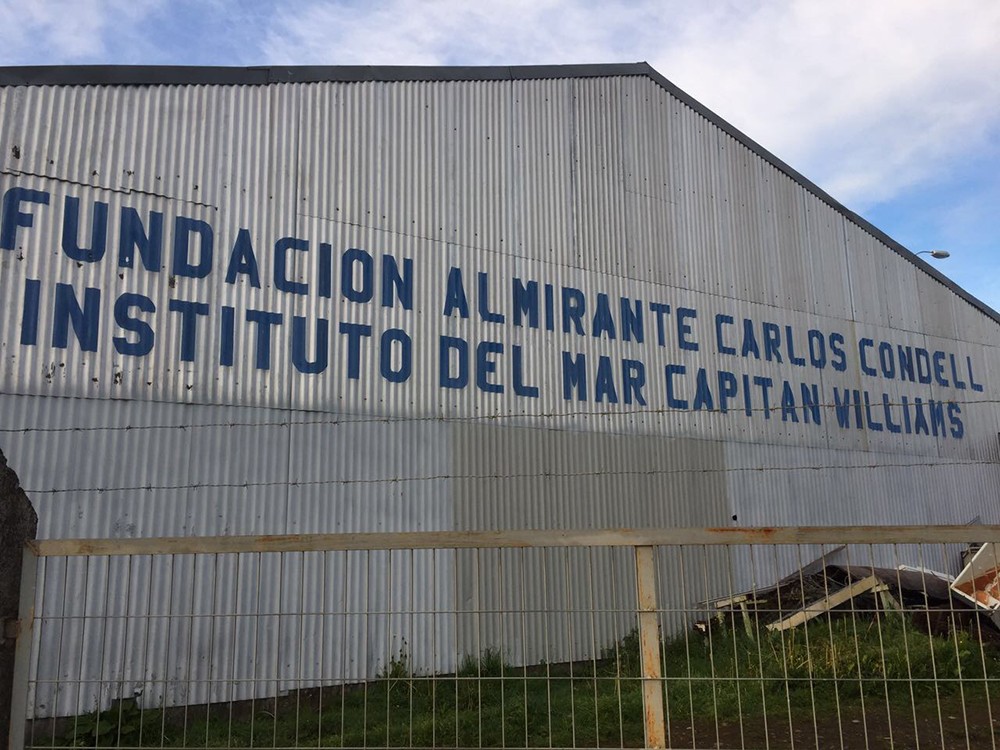 FUNDACION ALMIRANTE CARLOS CONDELL
INSTITUTO DEL MAR CAPITAN WILLIAMS